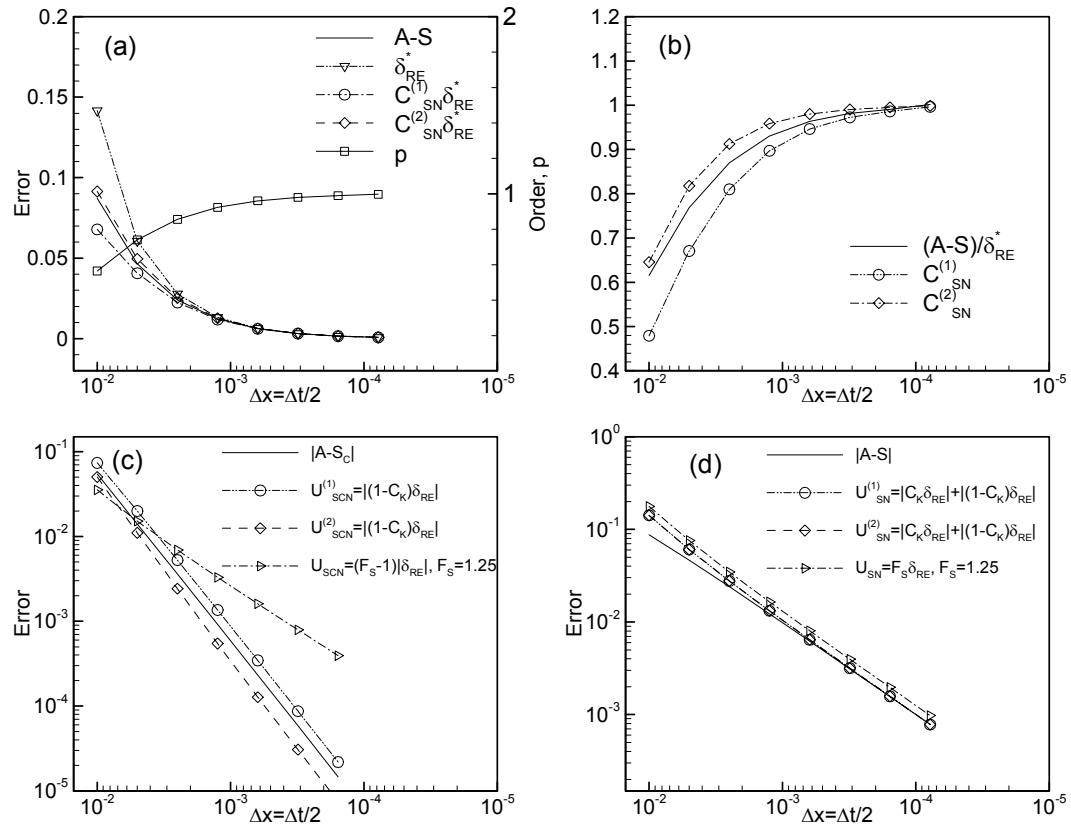 (a)
0.2
0.15
0.1
0.05
0
Error
2
1
Order, p
A-S
δ*RE
C(1)SNδ*RE
C(2)SNδ*RE
p
10-2
10-3
10-4
10-5
Δx=Δt/2
(b)
1.2
1.1
1
0.9
0.8
0.7
0.6
0.5
0.4
(A-S)/δ*RE
C(1)SN
C(2)SN
10-2
10-3
10-4
10-5
Δx=Δt/2
(c)
10-1
10-2
10-3
10-4
10-5
Error
|A-SC|
U(1)SCN=|(1-CK)δRE|
U(2)SCN=|(1-CK)δRE|
USCN=(FS-1)|δRE|, FS=1.25
10-2
10-3
10-4
10-5
Δx=Δt/2
(d)
100
10-1
10-2
10-3
Error
|A-S|
U(1)SN=|CKδRE|+|(1-CK)δRE|
U(2)SN=|CKδRE|+|(1-CK)δRE|
USN=FSδRE, FS=1.25
10-2
10-3
10-4
10-5
Δx=Δt/2